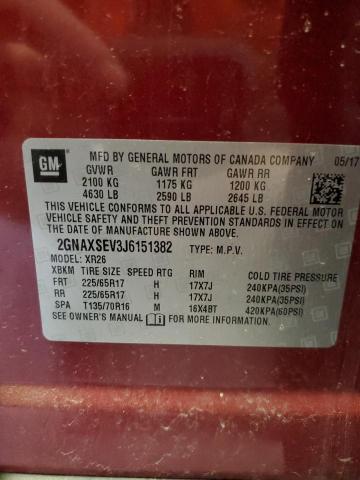 GM MFD BY GENERAL MOTORS OF CANADA COMPANY 05/17
GVWR GAWR FRT GAWR RR
2100 KG 1175 KG 1200 KG
4630 LB 2590 LB 2645 LB
THIS VEHICLE CONFORMS TO ALL APPLICABLE U.S. FEDERAL MOTOR
VEHICLE SAFETY AND THEFT PREVENTION STANDARDS IN EFFECT ON
THE DATE OF MANUFACTURE SHOWN ABOVE.
2GNAXSEV3J6151382 TYPE: M.P.V.
MODEL: XR26
XBKM TIRE SIZE SPEED RTG RIM COLD TIRE PRESSURE
FRT 225/65R17 H 17X7J 240KPA(35PSI)
RR 225/65R17 H 17X7J 240KPA(35PSI)
SPA T135/70R16 M 16X4BT 420KPA(60PSI)
SEE OWNER'S MANUAL FOR MORE INFORMATION